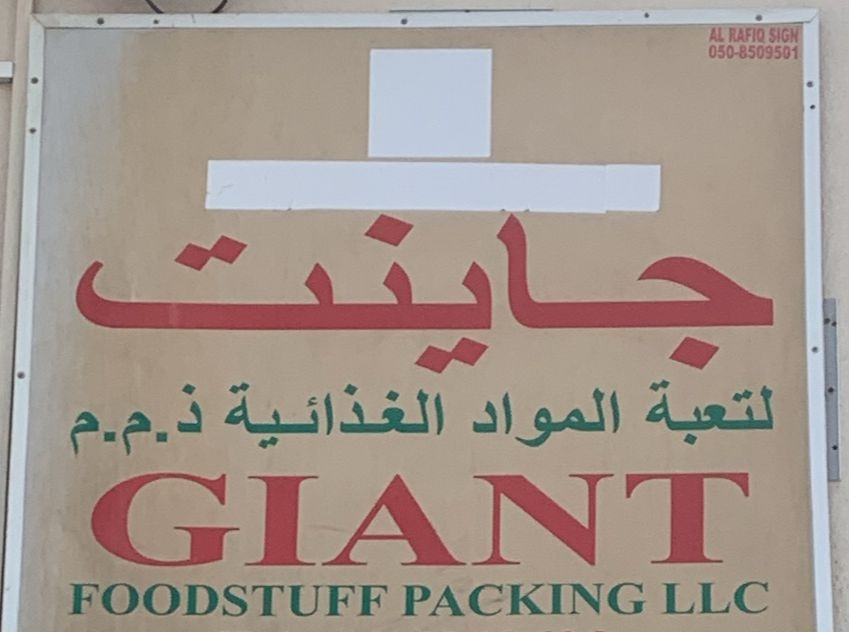 AL RAFIQ SIGN
050-8509501
جاينت
لتعبة المواد الغذائية ذ.م.م
GIANT
FOODSTUFF PACKING LLC